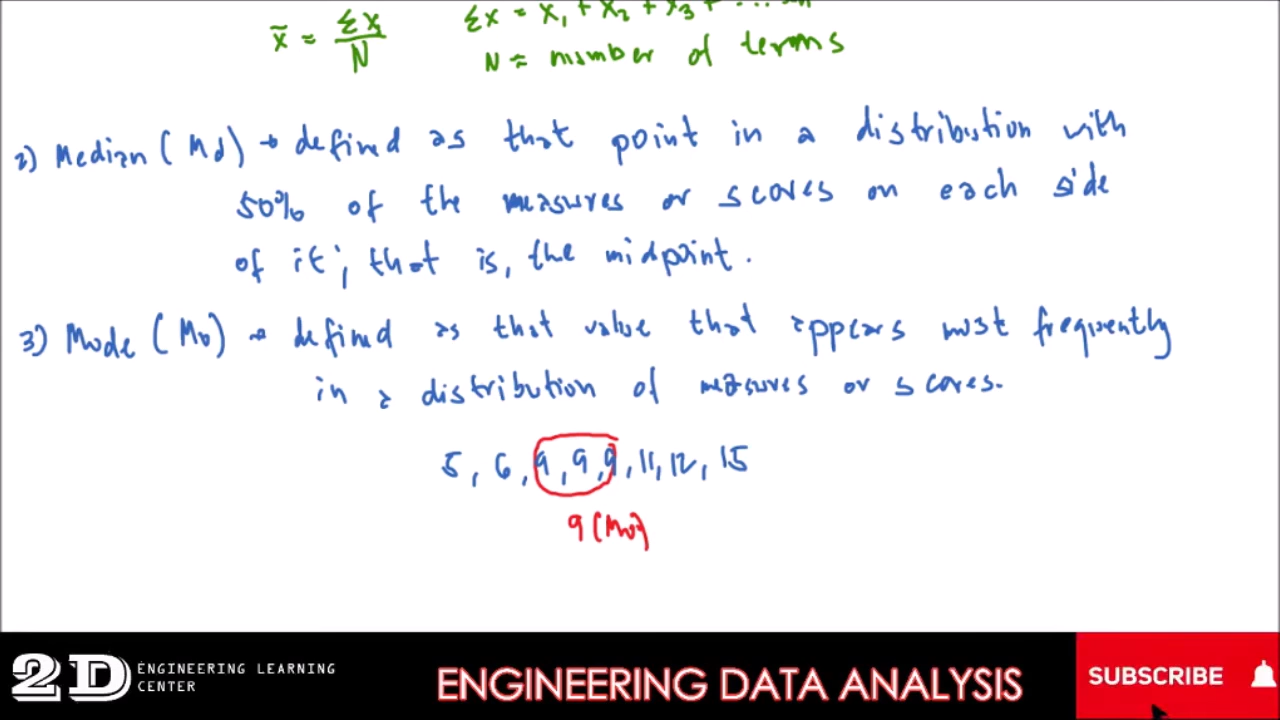 x̄ = Σxᵢ/N Σx = x₁ + x₂ + x₃ + ...
N = number of terms
2) Median (Md) → defined as that point in a distribution with
50% of the measures or scores on each side
of it; that is, the midpoint.
3) Mode (Mo) → defined as that value that appears most frequently
in a distribution of measures or scores.
5, 6, 9, 9, 9, 11, 12, 15
9 (Mo)
2D ENGINEERING LEARNING
CENTER
ENGINEERING DATA ANALYSIS
SUBSCRIBE